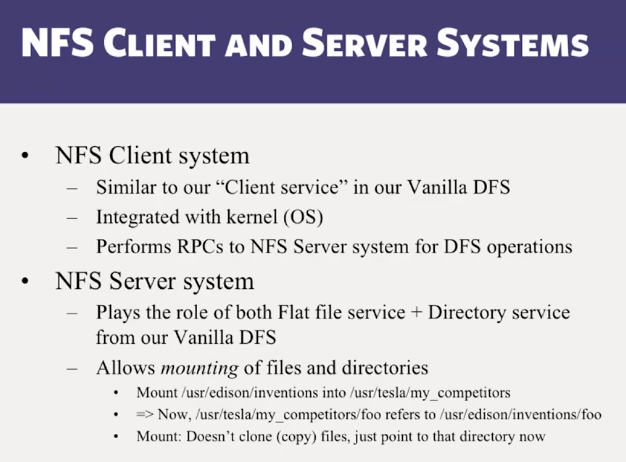 NFS CLIENT AND SERVER SYSTEMS
• NFS Client system
– Similar to our “Client service” in our Vanilla DFS
– Integrated with kernel (OS)
– Performs RPCs to NFS Server system for DFS operations
• NFS Server system
– Plays the role of both Flat file service + Directory service
from our Vanilla DFS
– Allows mounting of files and directories
• Mount /usr/edison/inventions into /usr/tesla/my_competitors
• => Now, /usr/tesla/my_competitors/foo refers to /usr/edison/inventions/foo
• Mount: Doesn’t clone (copy) files, just point to that directory now